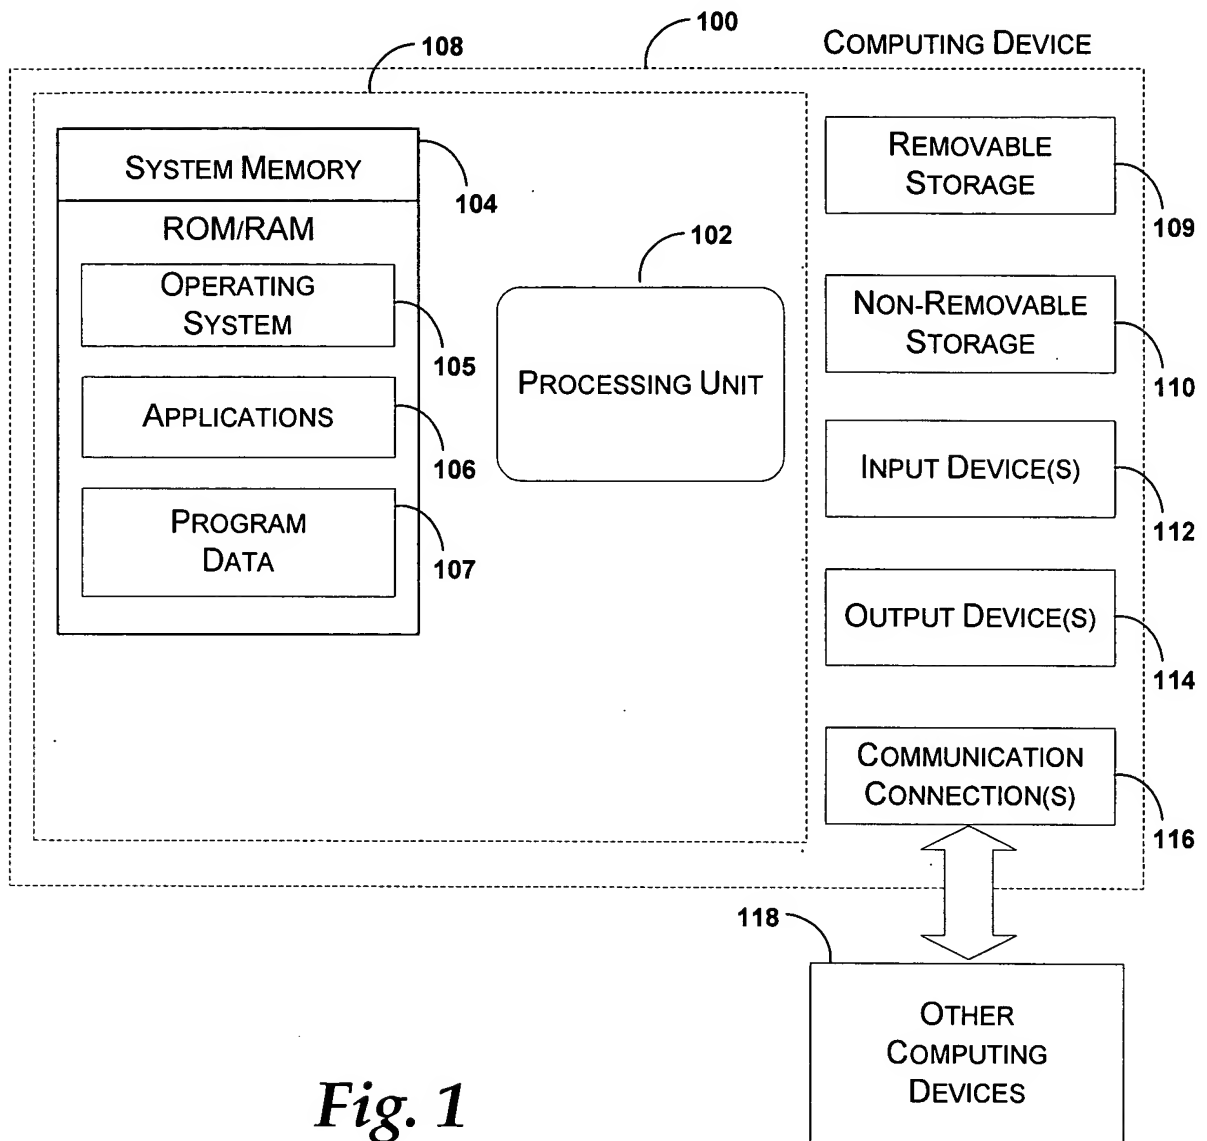 100
COMPUTING DEVICE
108
SYSTEM MEMORY
104
ROM/RAM
OPERATING
SYSTEM
105
APPLICATIONS
106
PROGRAM
DATA
107
102
PROCESSING UNIT
REMOVABLE
STORAGE
109
NON-REMOVABLE
STORAGE
110
INPUT DEVICE(S)
112
OUTPUT DEVICE(S)
114
COMMUNICATION
CONNECTION(S)
116
118
OTHER
COMPUTING
DEVICES
Fig. 1